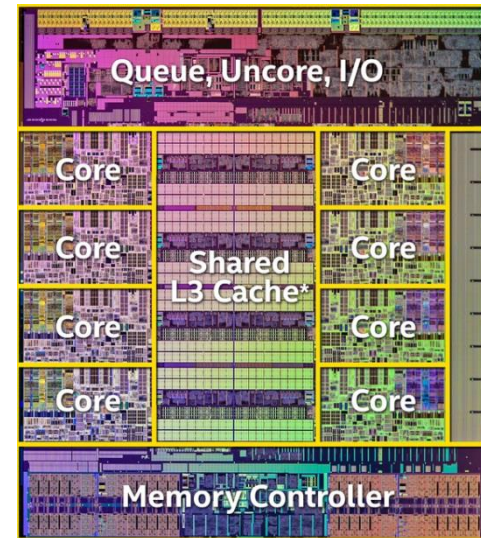 Queue, Uncore, I/O
Core
Core
Core
Core
Shared
L3 Cache*
Core
Core
Core
Core
Memory Controller